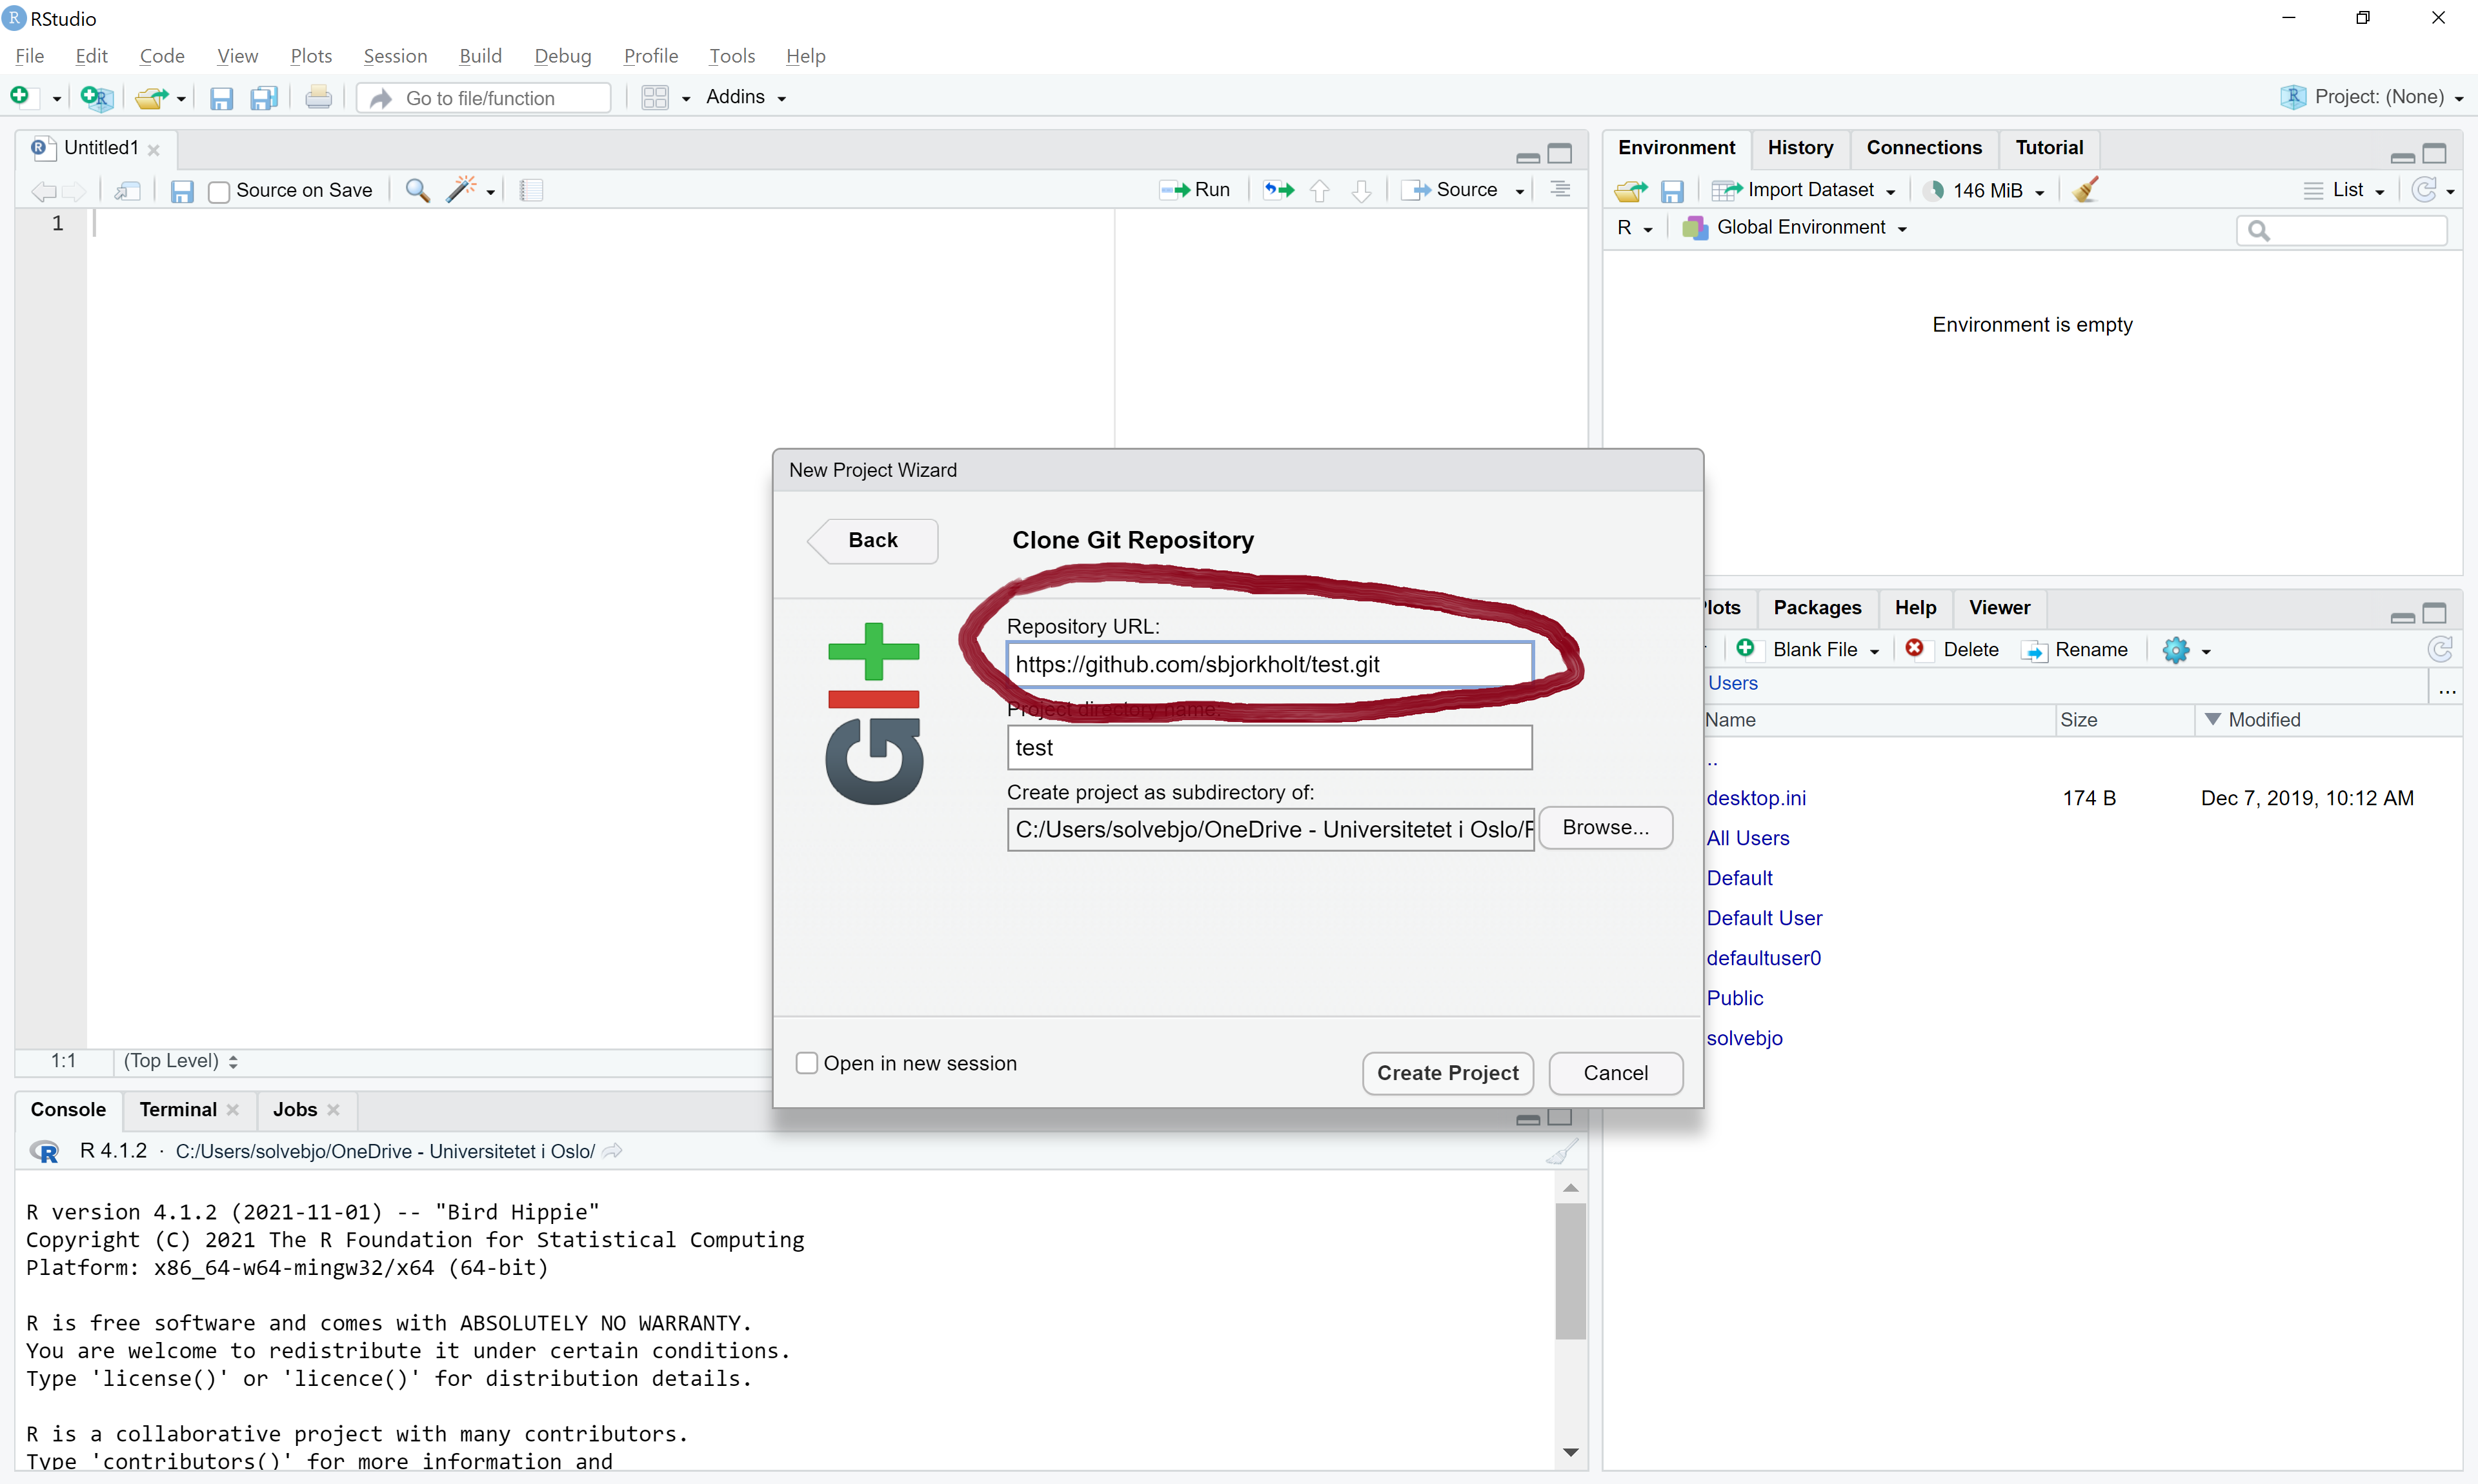 RStudio
File Edit Code View Plots Session Build Debug Profile Tools Help
Go to file/function Addins Project: (None)
Untitled1
Source on Save Run Source
1
1:1 (Top Level)
Environment History Connections Tutorial
Import Dataset 146 MiB List
R Global Environment
Environment is empty
New Project Wizard
Back Clone Git Repository
Repository URL:
https://github.com/sbjorkholt/test.git
Project directory name:
test
Create project as subdirectory of:
C:/Users/solvebjo/OneDrive - Universitetet i Oslo/F Browse...
Open in new session Create Project Cancel
lots Packages Help Viewer
Blank File Delete Rename
Users ...
Name Size Modified
..
desktop.ini 174 B Dec 7, 2019, 10:12 AM
All Users
Default
Default User
defaultuser0
Public
solvebjo
Console Terminal Jobs
R 4.1.2 · C:/Users/solvebjo/OneDrive - Universitetet i Oslo/
R version 4.1.2 (2021-11-01) -- "Bird Hippie"
Copyright (C) 2021 The R Foundation for Statistical Computing
Platform: x86_64-w64-mingw32/x64 (64-bit)
R is free software and comes with ABSOLUTELY NO WARRANTY.
You are welcome to redistribute it under certain conditions.
Type 'license()' or 'licence()' for distribution details.
R is a collaborative project with many contributors.
Type 'contributors()' for more information and